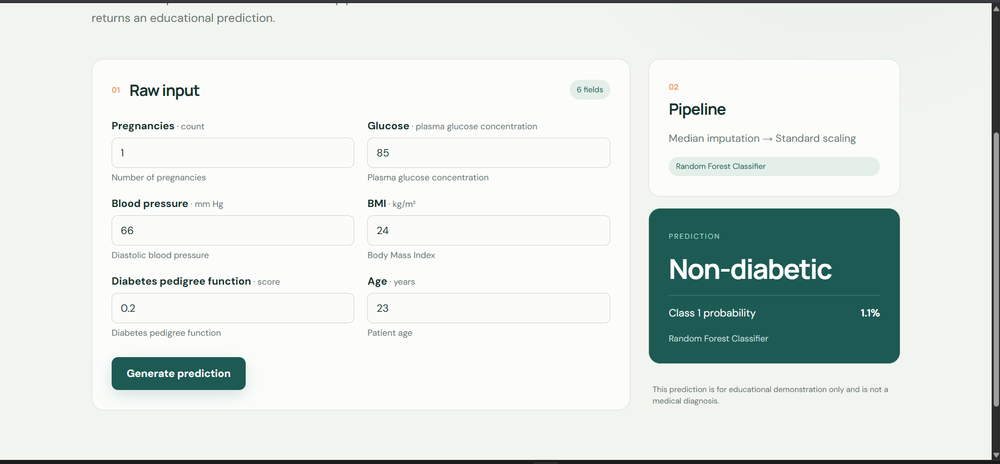 returns an educational prediction.
01 Raw input
6 fields
Pregnancies · count
1
Number of pregnancies
Glucose · plasma glucose concentration
85
Plasma glucose concentration
Blood pressure · mm Hg
66
Diastolic blood pressure
BMI · kg/m²
24
Body Mass Index
Diabetes pedigree function · score
0.2
Diabetes pedigree function
Age · years
23
Patient age
Generate prediction
02
Pipeline
Median imputation → Standard scaling
Random Forest Classifier
PREDICTION
Non-diabetic
Class 1 probability 1.1%
Random Forest Classifier
This prediction is for educational demonstration only and is not a
medical diagnosis.